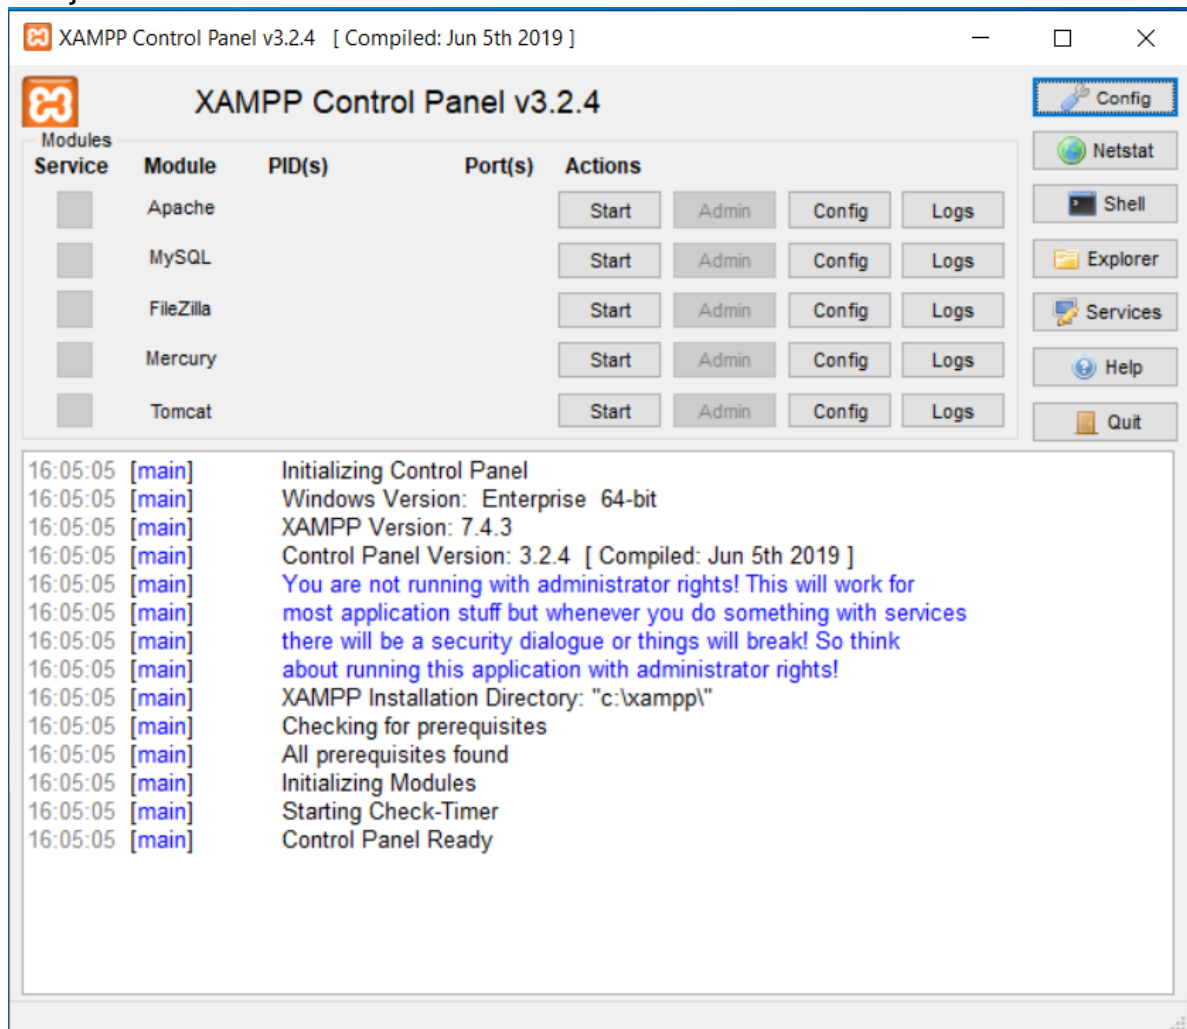 XAMPP Control Panel v3.2.4 [ Compiled: Jun 5th 2019 ]
XAMPP Control Panel v3.2.4
Config
Modules
Netstat
Service Module PID(s) Port(s) Actions
Apache Start Admin Config Logs
Shell
MySQL Start Admin Config Logs
Explorer
FileZilla Start Admin Config Logs
Services
Mercury Start Admin Config Logs
Help
Tomcat Start Admin Config Logs
Quit
16:05:05 [main] Initializing Control Panel
16:05:05 [main] Windows Version: Enterprise 64-bit
16:05:05 [main] XAMPP Version: 7.4.3
16:05:05 [main] Control Panel Version: 3.2.4 [ Compiled: Jun 5th 2019 ]
16:05:05 [main] You are not running with administrator rights! This will work for
16:05:05 [main] most application stuff but whenever you do something with services
16:05:05 [main] there will be a security dialogue or things will break! So think
16:05:05 [main] about running this application with administrator rights!
16:05:05 [main] XAMPP Installation Directory: "c:\xampp\"
16:05:05 [main] Checking for prerequisites
16:05:05 [main] All prerequisites found
16:05:05 [main] Initializing Modules
16:05:05 [main] Starting Check-Timer
16:05:05 [main] Control Panel Ready